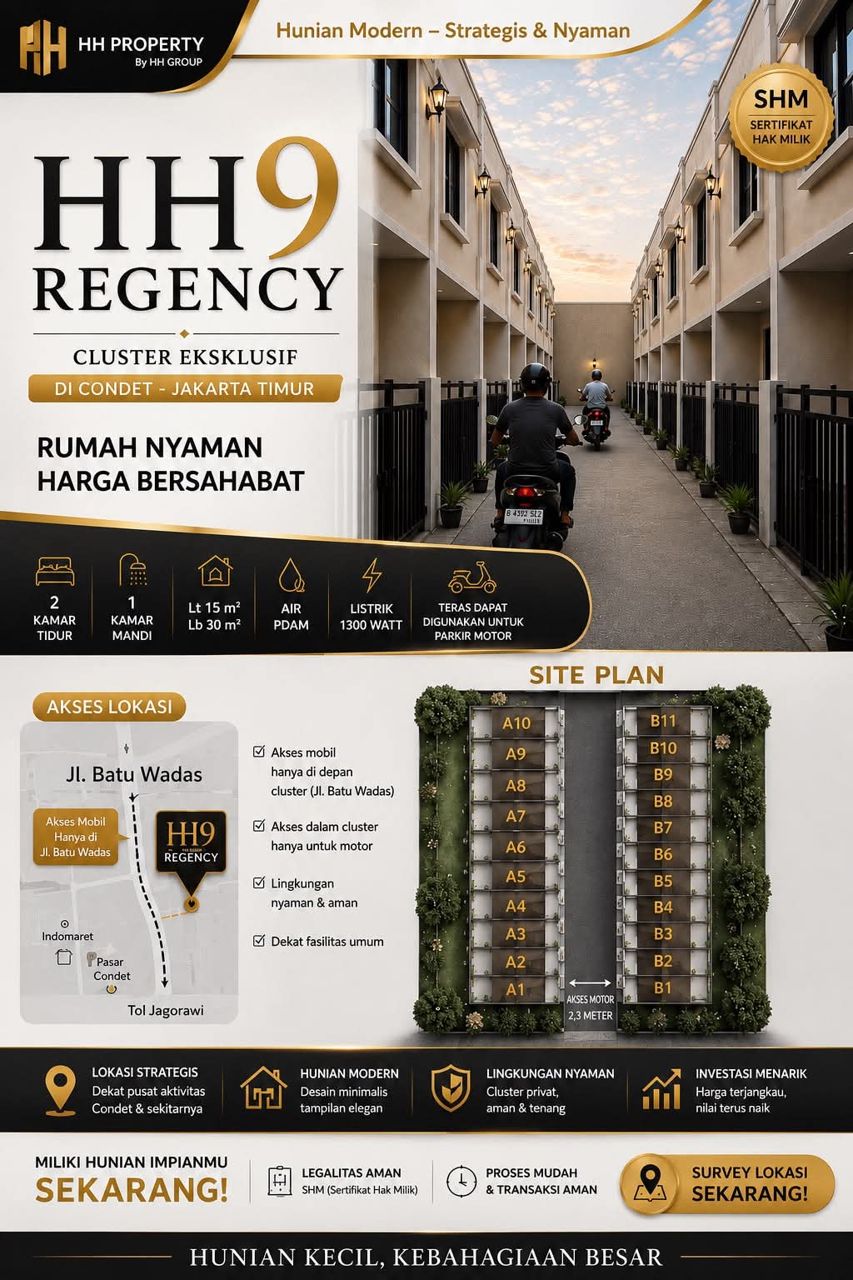 HH PROPERTY
By HH GROUP
Hunian Modern – Strategis & Nyaman
SHM
SERTIFIKAT
HAK MILIK
HH9
REGENCY
CLUSTER EKSKLUSIF
DI CONDET - JAKARTA TIMUR
RUMAH NYAMAN
HARGA BERSAHABAT
2
KAMAR
TIDUR
1
KAMAR
MANDI
Lt 15 m²
Lb 30 m²
AIR
PDAM
LISTRIK
1300 WATT
TERAS DAPAT
DIGUNAKAN UNTUK
PARKIR MOTOR
AKSES LOKASI
Jl. Batu Wadas
Akses Mobil
Hanya di
Jl. Batu Wadas
HH9
REGENCY
Indomaret
Pasar
Condet
Tol Jagorawi
Akses mobil
hanya di depan
cluster (Jl. Batu Wadas)
Akses dalam cluster
hanya untuk motor
Lingkungan
nyaman & aman
Dekat fasilitas umum
SITE PLAN
A10
A9
A8
A7
A6
A5
A4
A3
A2
A1
B11
B10
B9
B8
B7
B6
B5
B4
B3
B2
B1
AKSES MOTOR
2,3 METER
LOKASI STRATEGIS
Dekat pusat aktivitas
Condet & sekitarnya
HUNIAN MODERN
Desain minimalis
tampilan elegan
LINGKUNGAN NYAMAN
Cluster privat,
aman & tenang
INVESTASI MENARIK
Harga terjangkau,
nilai terus naik
MILIKI HUNIAN IMPIANMU
SEKARANG!
LEGALITAS AMAN
SHM (Sertifikat Hak Milik)
PROSES MUDAH
& TRANSAKSI AMAN
SURVEY LOKASI
SEKARANG!
HUNIAN KECIL, KEBAHAGIAAN BESAR